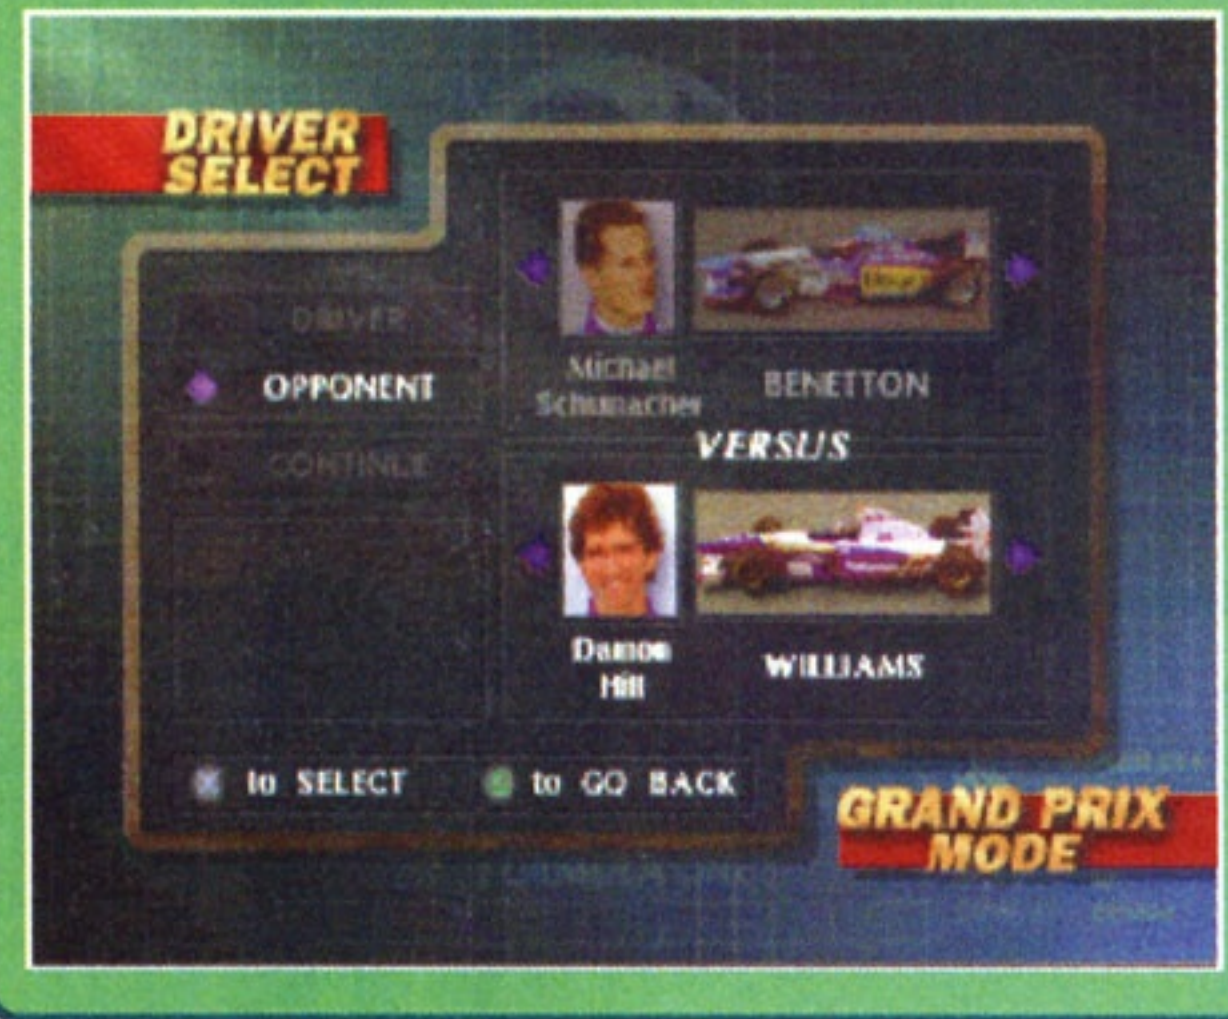 DRIVER
SELECT
DRIVER
OPPONENT
CONTINUE
Michael
Schumacher
BENETTON
VERSUS
Damon
Hill
WILLIAMS
to SELECT
to GO BACK
GRAND PRIX
MODE